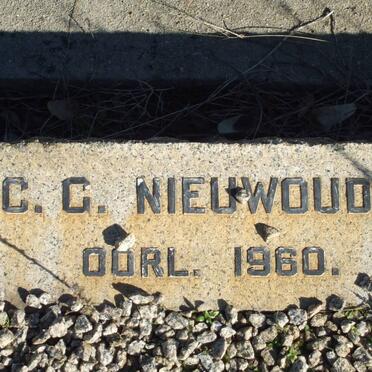 C. G. NIEUWOUD
OORL. 1960.